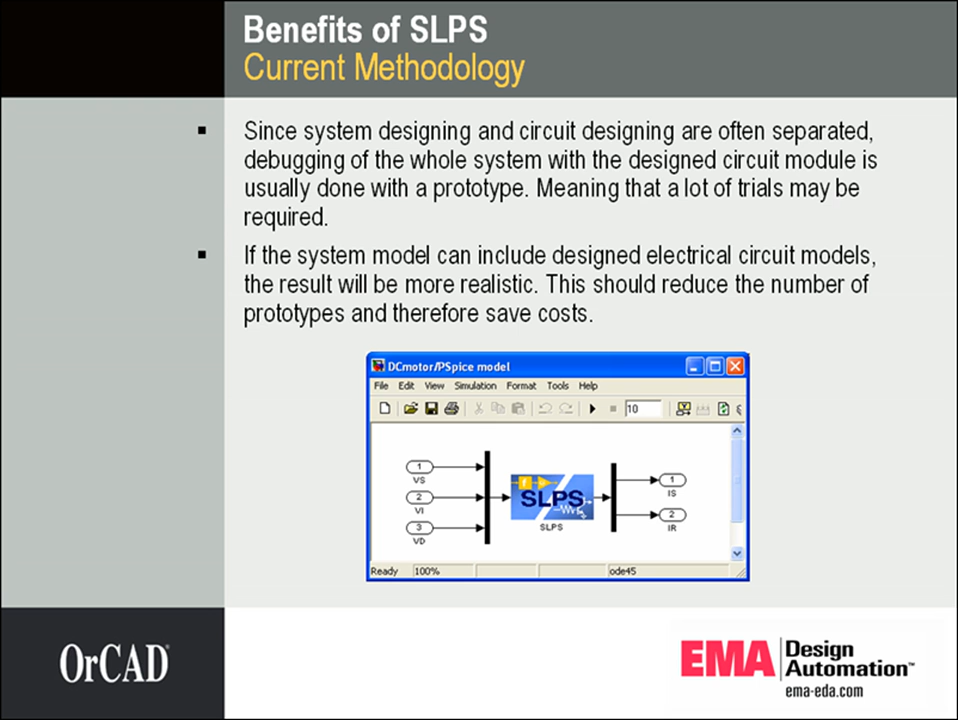 Benefits of SLPS
Current Methodology
▪ Since system designing and circuit designing are often separated,
debugging of the whole system with the designed circuit module is
usually done with a prototype. Meaning that a lot of trials may be
required.
▪ If the system model can include designed electrical circuit models,
the result will be more realistic. This should reduce the number of
prototypes and therefore save costs.
DCmotor/PSpice model
File Edit View Simulation Format Tools Help
10
1
VS
2
VI
3
VD
SLPS
SLPS
1
IS
2
IR
Ready 100% ode45
OrCAD®
EMA Design
Automation™
ema-eda.com